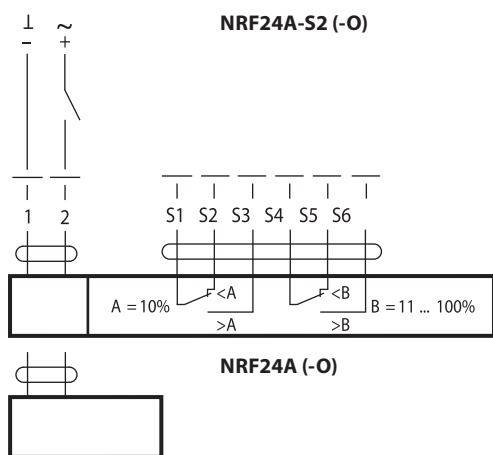 NRF24A-S2 (-O)
⊥ ~
- +
1 2 S1 S2 S3 S4 S5 S6
A = 10% <A <B B = 11 ... 100%
>A >B
NRF24A (-O)